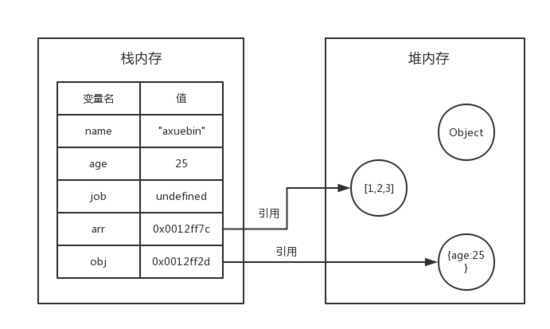 栈内存
变量名 值
name "axuebin"
age 25
job undefined
arr 0x0012ff7c
obj 0x0012ff2d
引用
引用
堆内存
Object
[1,2,3]
{age:25
}